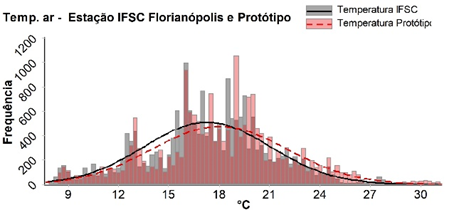 Temp. ar - Estação IFSC Florianópolis e Protótipo
Temperatura IFSC
Temperatura Protótipo
Frequência
1200
1000
800
600
400
200
0
9 12 15 18 21 24 27 30
°C